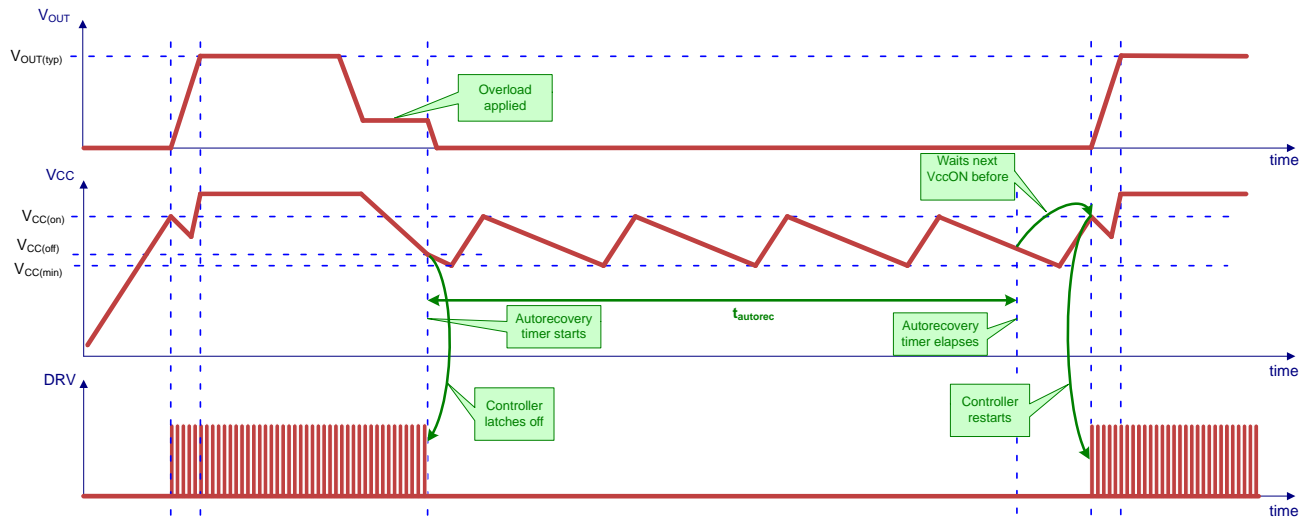 VOUT
VOUT(typ)
Overload
applied
time
Waits next
VccON before
VCC
VCC(on)
VCC(off)
VCC(min)
tautorec
Autorecovery
timer starts
Autorecovery
timer elapses
time
DRV
Controller
latches off
Controller
restarts
time